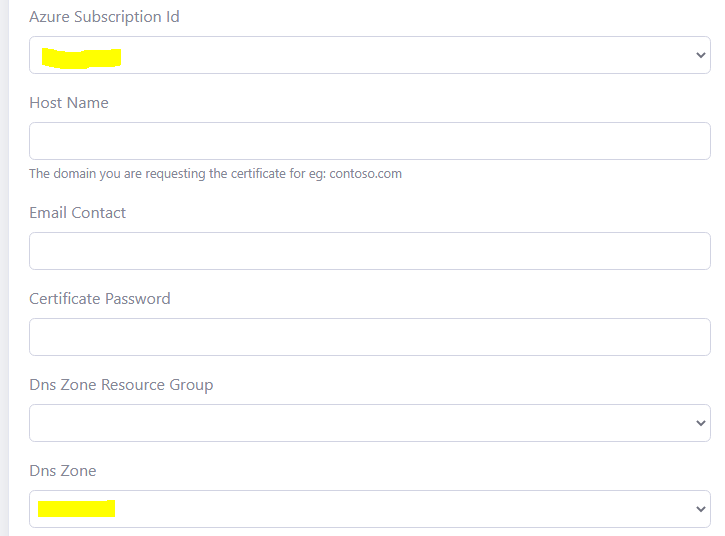 Azure Subscription Id
Host Name
The domain you are requesting the certificate for eg: contoso.com
Email Contact
Certificate Password
Dns Zone Resource Group
Dns Zone